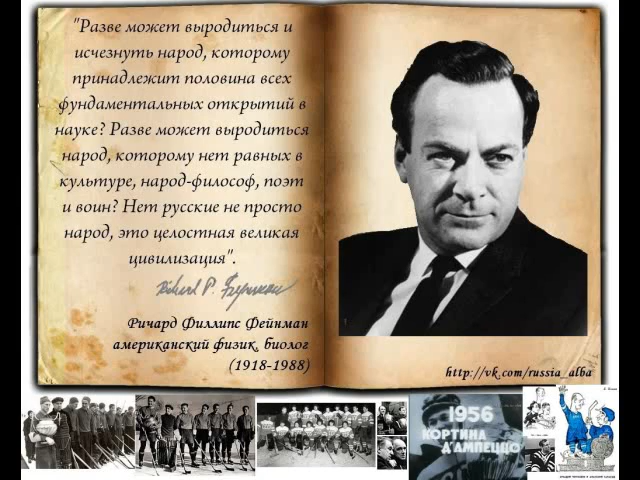 "Разве может выродиться и
исчезнуть народ, которому
принадлежит половина всех
фундаментальных открытий в
науке? Разве может выродиться
народ, которому нет равных в
культуре, народ-философ, поэт
и воин? Нет русские не просто
народ, это целостная великая
цивилизация".
Richard P. Feynman
Ричард Филлипс Фейнман
американский физик, биолог
(1918-1988)
http://vk.com/russia_alba
1956
КОРТИНА
Д'АМПЕЦЦО